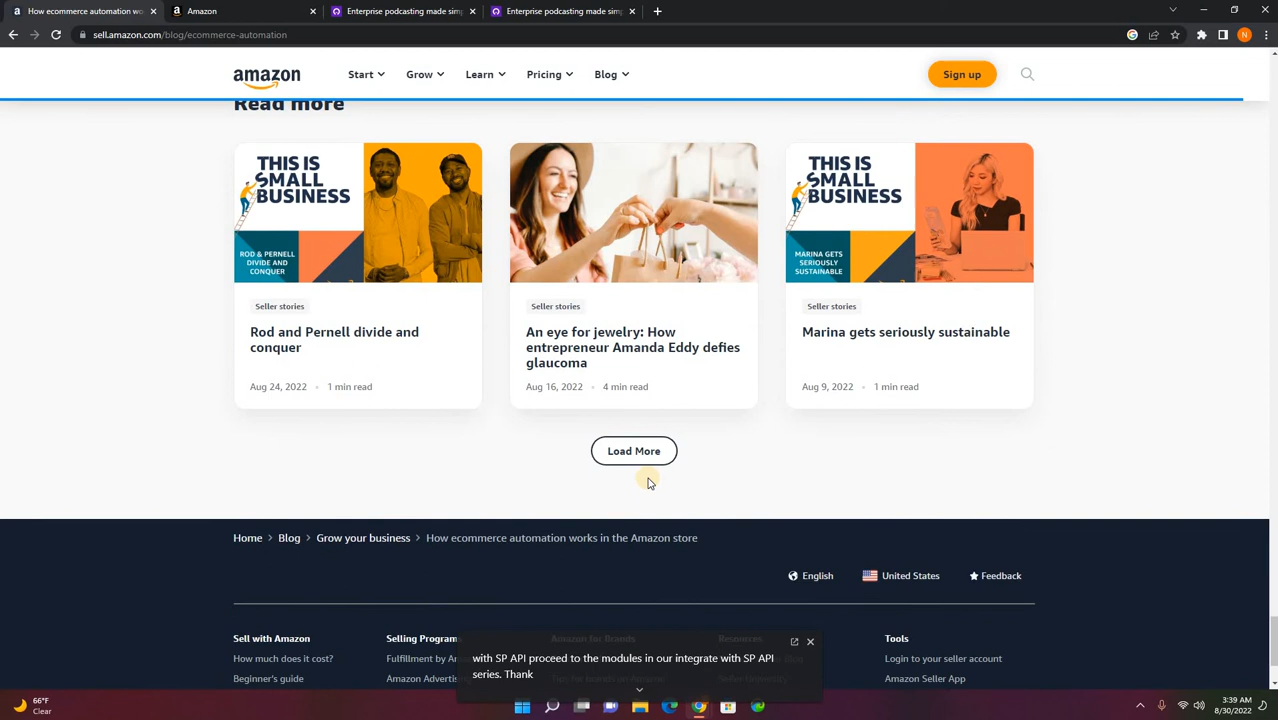 How ecommerce automation works
Amazon
Enterprise podcasting made sim
Enterprise podcasting made simp
sell.amazon.com/blog/ecommerce-automation
N
amazon
Start
Grow
Learn
Pricing
Blog
Sign up
Read more
THIS IS
SMALL
BUSINESS
ROD & PERNELL
DIVIDE AND
CONQUER
Seller stories
Rod and Pernell divide and
conquer
Aug 24, 2022 • 1 min read
Seller stories
An eye for jewelry: How
entrepreneur Amanda Eddy defies
glaucoma
Aug 16, 2022 • 4 min read
THIS IS
SMALL
BUSINESS
MARINA GETS
SERIOUSLY
SUSTAINABLE
Seller stories
Marina gets seriously sustainable
Aug 9, 2022 • 1 min read
Load More
Home > Blog > Grow your business > How ecommerce automation works in the Amazon store
English
United States
Feedback
Sell with Amazon
How much does it cost?
Beginner's guide
Selling Program
Fulfillment by Am
Amazon Advertis
Amazon for Brands
Resources
Tools
Login to your seller account
Amazon Seller App
with SP API proceed to the modules in our integrate with SP API
series. Thank
66°F
Clear
3:39 AM
8/30/2022